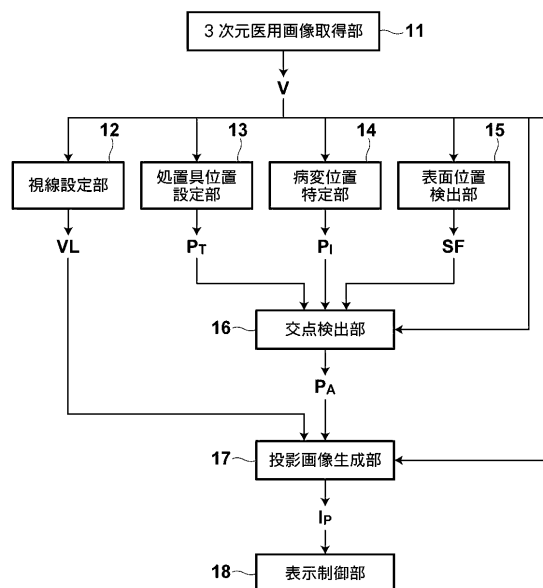 3次元医用画像取得部 11
V
12 13 14 15
視線設定部
処置具位置
設定部
病変位置
特定部
表面位置
検出部
VL PT PI SF
16 交点検出部
PA
17 投影画像生成部
IP
18 表示制御部